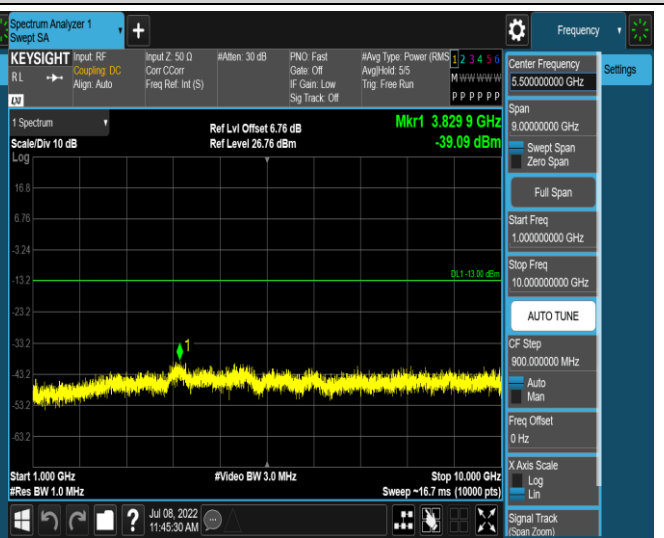 Spectrum Analyzer 1
Swept SA
+
Frequency
KEYSIGHT
RL
LXI
Input: RF
Coupling: DC
Align: Auto
Input Z: 50 Ω
Corr CCorr
Freq Ref: Int (S)
#Atten: 30 dB
PNO: Fast
Gate: Off
IF Gain: Low
Sig Track: Off
#Avg Type: Power (RMS
Avg|Hold: 5/5
Trig: Free Run
1 2 3 4 5 6
M W W W W W
P P P P P P
1 Spectrum
Scale/Div 10 dB
Log
Ref Lvl Offset 6.76 dB
Ref Level 26.76 dBm
Mkr1 3.829 9 GHz
-39.09 dBm
16.8
6.76
-3.24
-13.2
DL1 -13.00 dBm
-23.2
-33.2
1
-43.2
-53.2
-63.2
Start 1.000 GHz
#Res BW 1.0 MHz
#Video BW 3.0 MHz
Stop 10.000 GHz
Sweep ~16.7 ms (10000 pts)
?
Jul 08, 2022
11:45:30 AM
Center Frequency
5.500000000 GHz
Settings
Span
9.00000000 GHz
Swept Span
Zero Span
Full Span
Start Freq
1.000000000 GHz
Stop Freq
10.000000000 GHz
AUTO TUNE
CF Step
900.000000 MHz
Auto
Man
Freq Offset
0 Hz
X Axis Scale
Log
Lin
Signal Track
(Span Zoom)